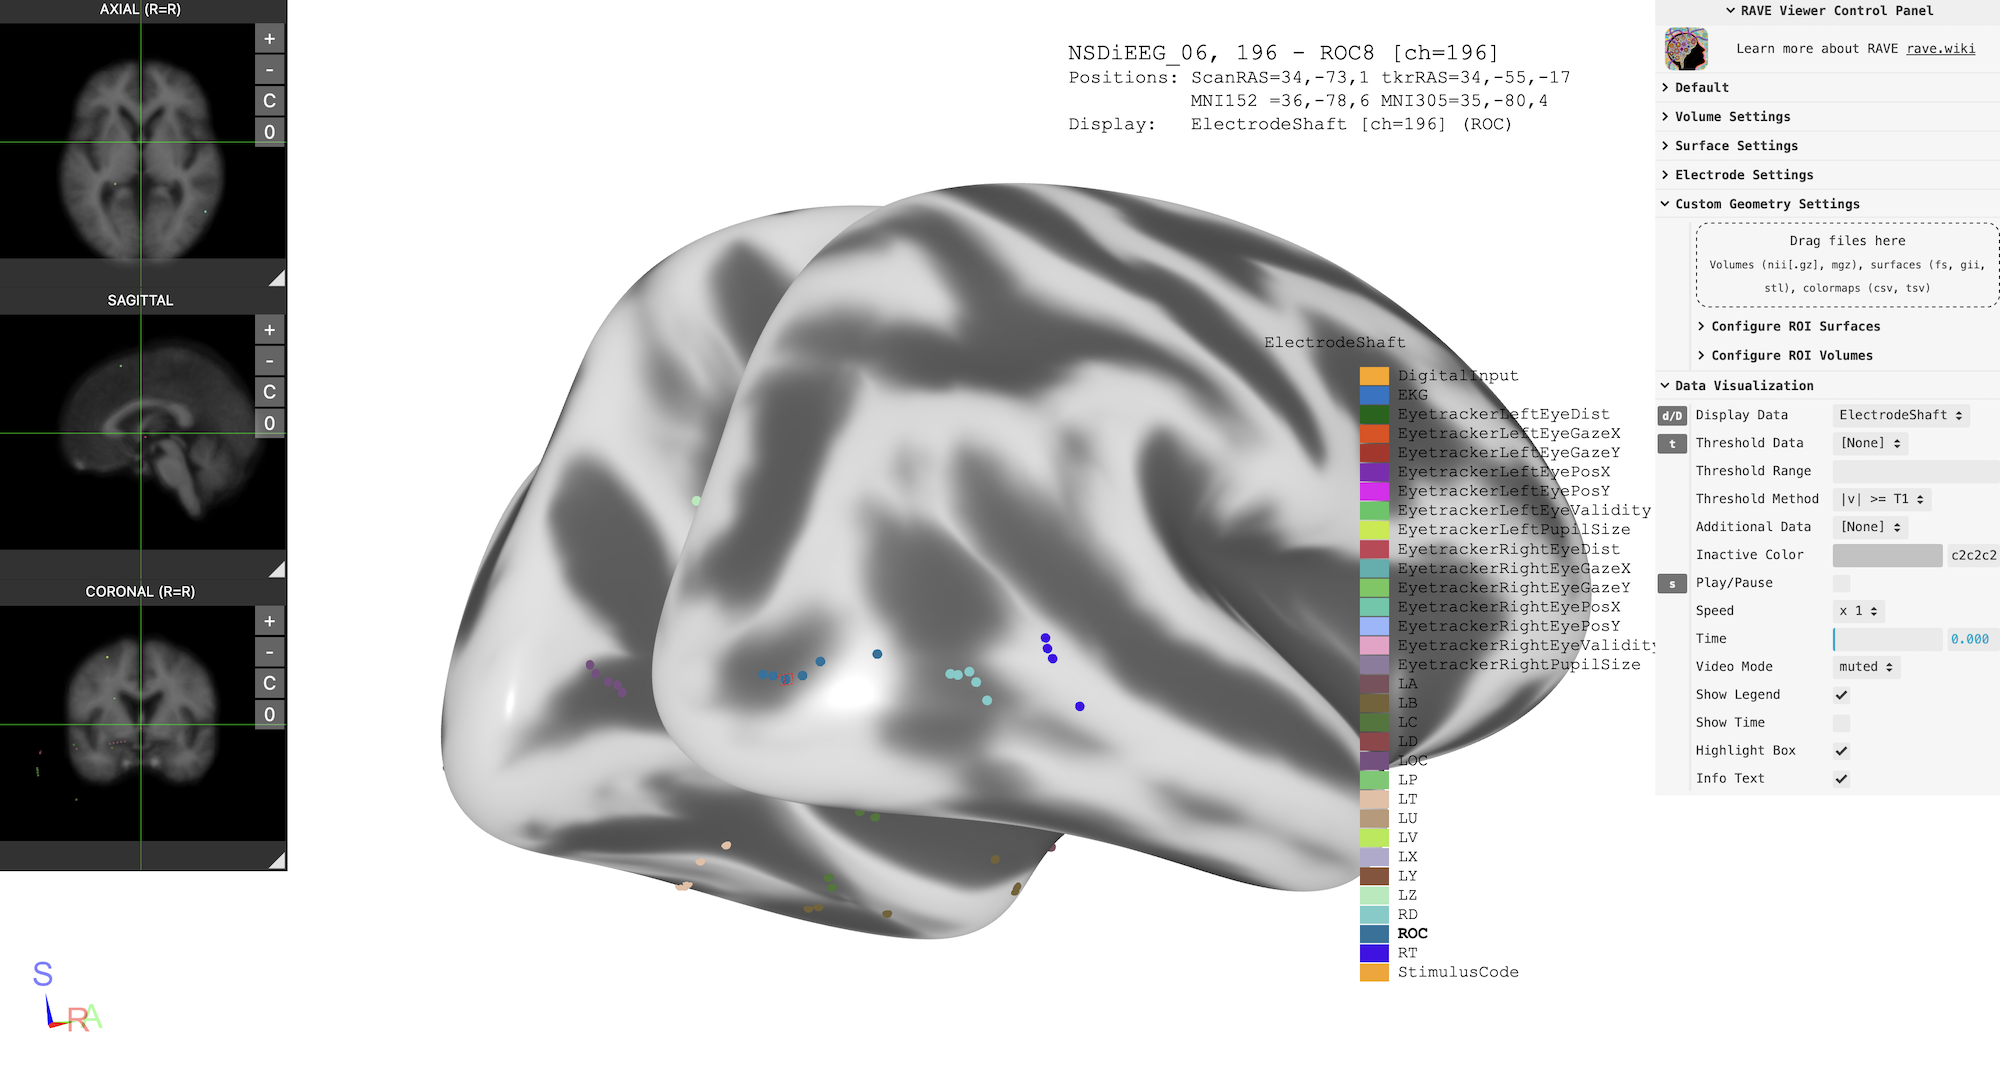 AXIAL (R=R)
+
-
C
0
SAGITTAL
+
-
C
0
CORONAL (R=R)
+
-
C
0
S
R
A
NSDiEEG_06, 196 - ROC8 [ch=196]
Positions: ScanRAS=34,-73,1 tkrRAS=34,-55,-17
MNI152 =36,-78,6 MNI305=35,-80,4
Display: ElectrodeShaft [ch=196] (ROC)
ElectrodeShaft
DigitalInput
EKG
EyetrackerLeftEyeDist
EyetrackerLeftEyeGazeX
EyetrackerLeftEyeGazeY
EyetrackerLeftEyePosX
EyetrackerLeftEyePosY
EyetrackerLeftEyeValidity
EyetrackerLeftPupilSize
EyetrackerRightEyeDist
EyetrackerRightEyeGazeX
EyetrackerRightEyeGazeY
EyetrackerRightEyePosX
EyetrackerRightEyePosY
EyetrackerRightEyeValidity
EyetrackerRightPupilSize
LA
LB
LC
LD
LOC
LP
LT
LU
LV
LX
LY
LZ
RD
ROC
RT
StimulusCode
RAVE Viewer Control Panel
Learn more about RAVE rave.wiki
Default
Volume Settings
Surface Settings
Electrode Settings
Custom Geometry Settings
Drag files here
Volumes (nii[.gz], mgz), surfaces (fs, gii,
stl), colormaps (csv, tsv)
Configure ROI Surfaces
Configure ROI Volumes
Data Visualization
d/D Display Data ElectrodeShaft
t Threshold Data [None]
Threshold Range
Threshold Method |v| >= T1
Additional Data [None]
Inactive Color c2c2c2
s Play/Pause
Speed x 1
Time 0.000
Video Mode muted
Show Legend
Show Time
Highlight Box
Info Text